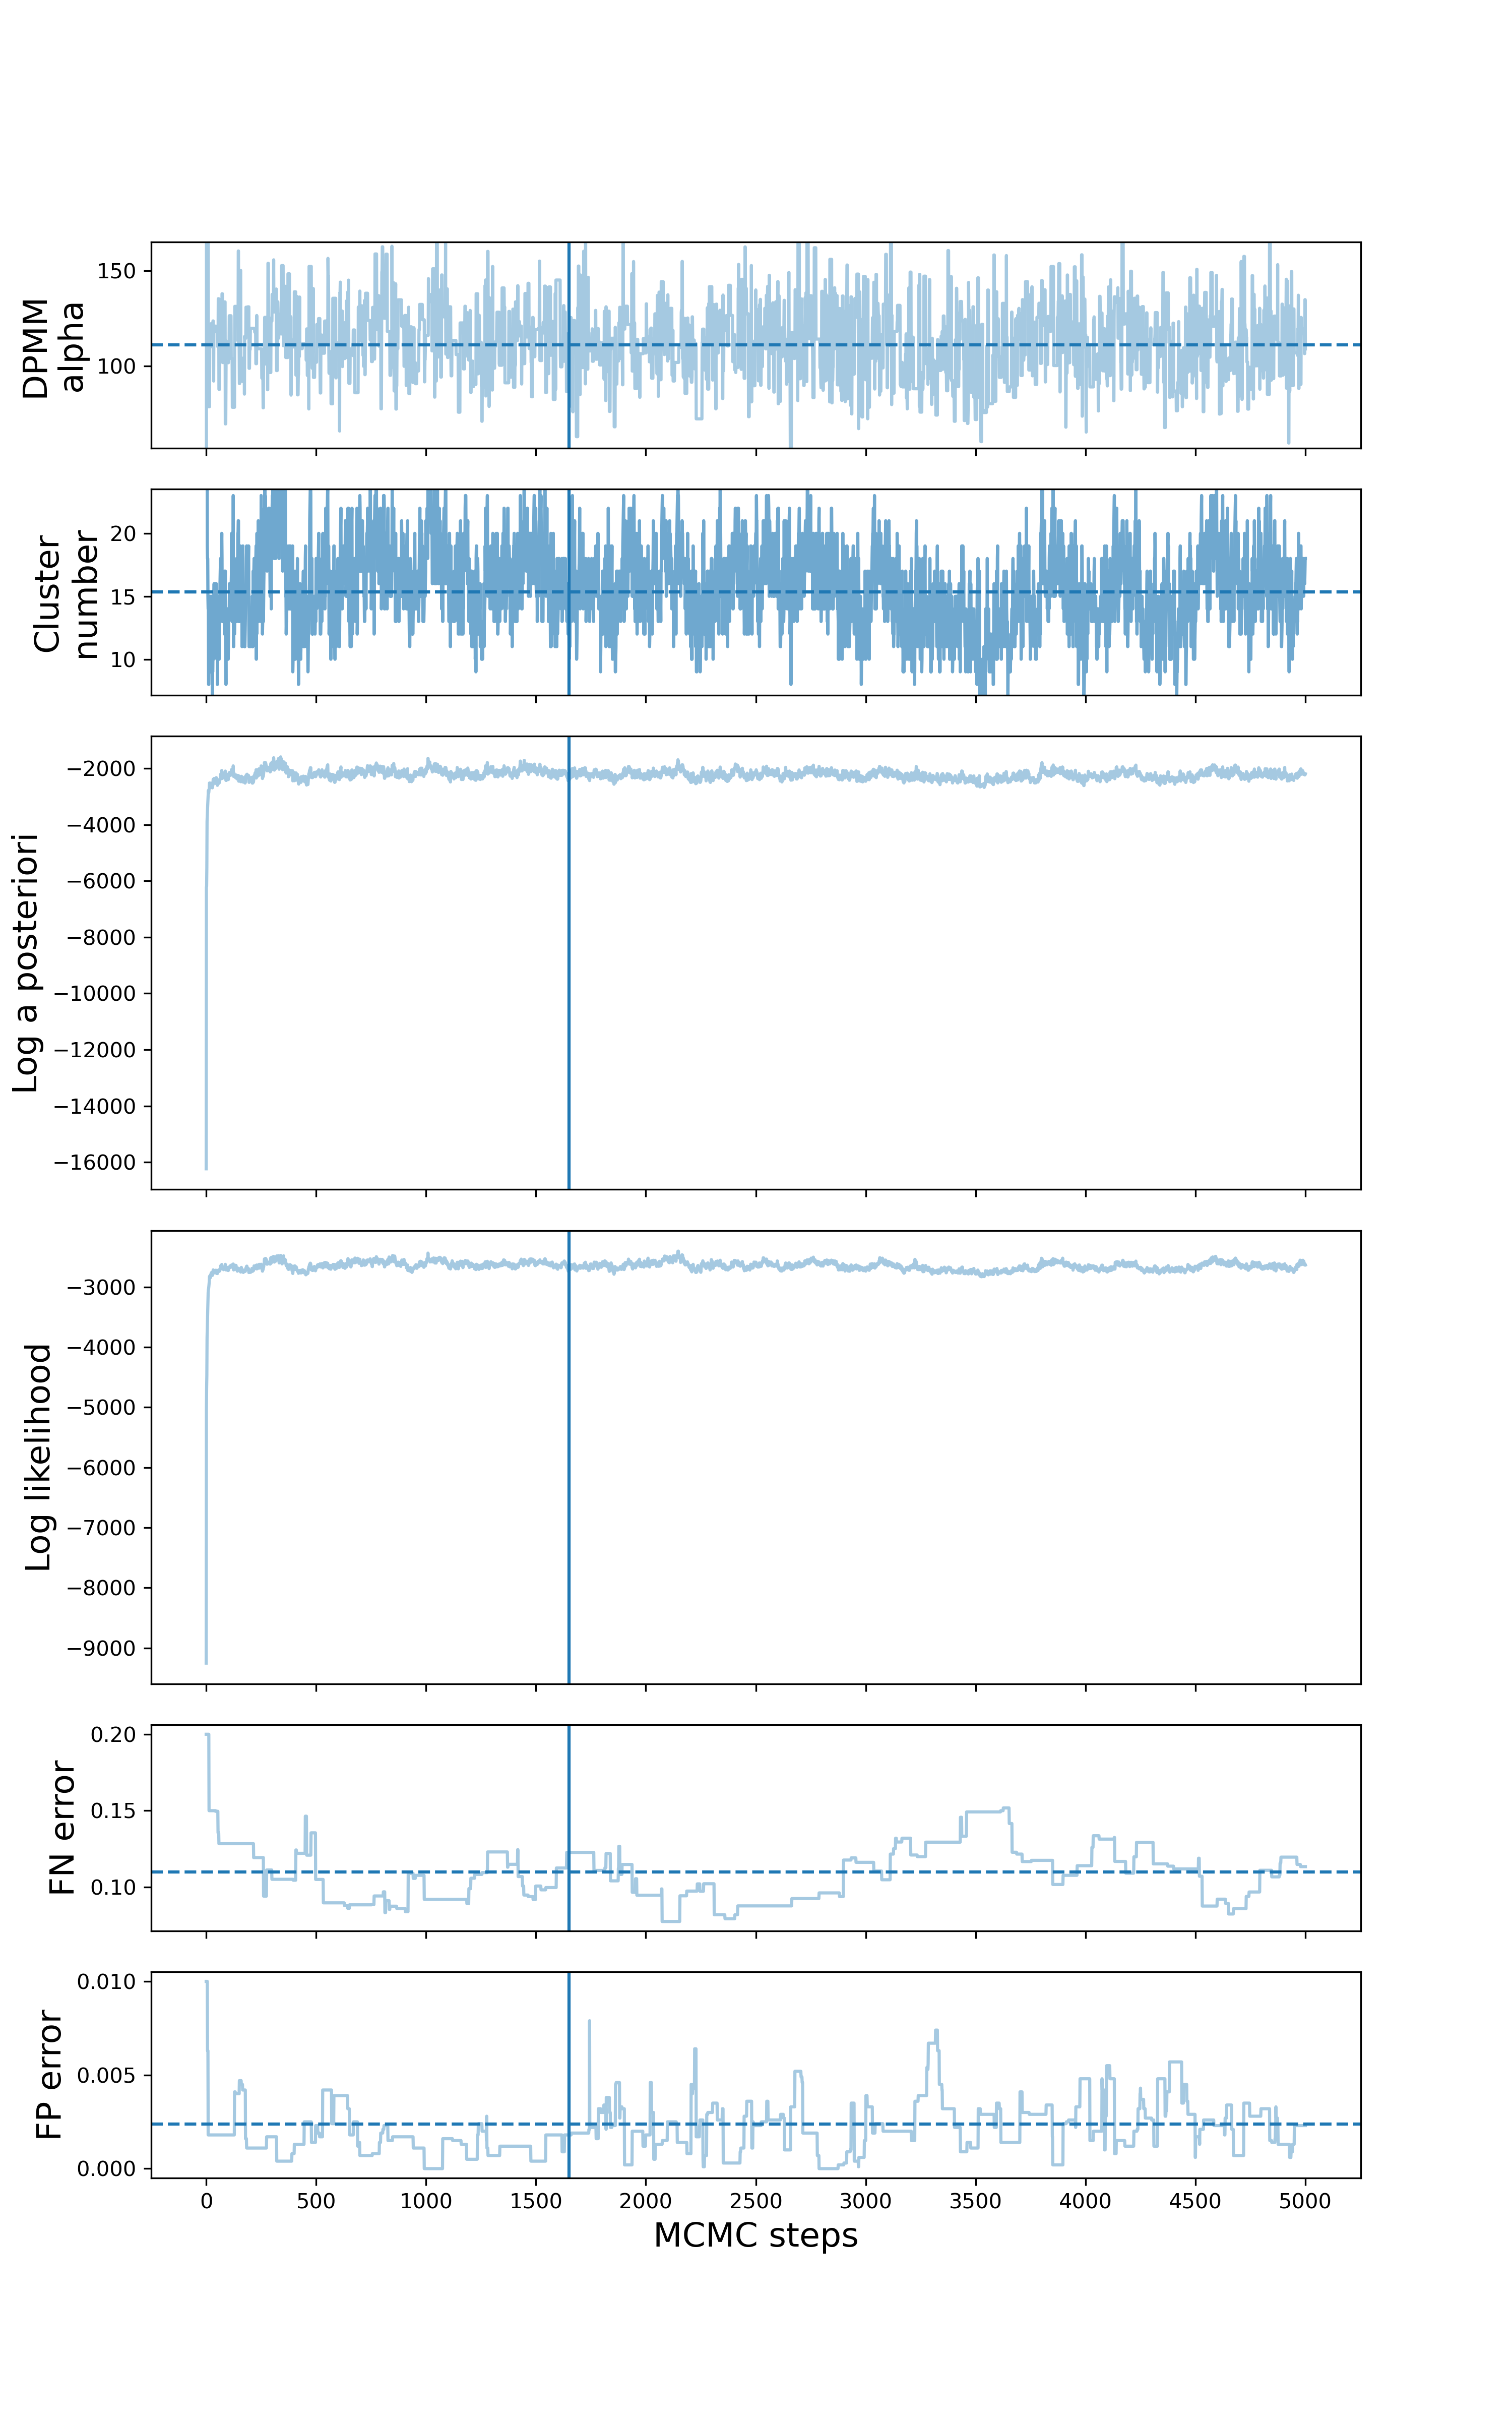 DPMM
alpha
150
100
Cluster
number
20
15
10
Log a posteriori
−2000
−4000
−6000
−8000
−10000
−12000
−14000
−16000
Log likelihood
−3000
−4000
−5000
−6000
−7000
−8000
−9000
FN error
0.20
0.15
0.10
FP error
0.010
0.005
0.000
0 500 1000 1500 2000 2500 3000 3500 4000 4500 5000
MCMC steps